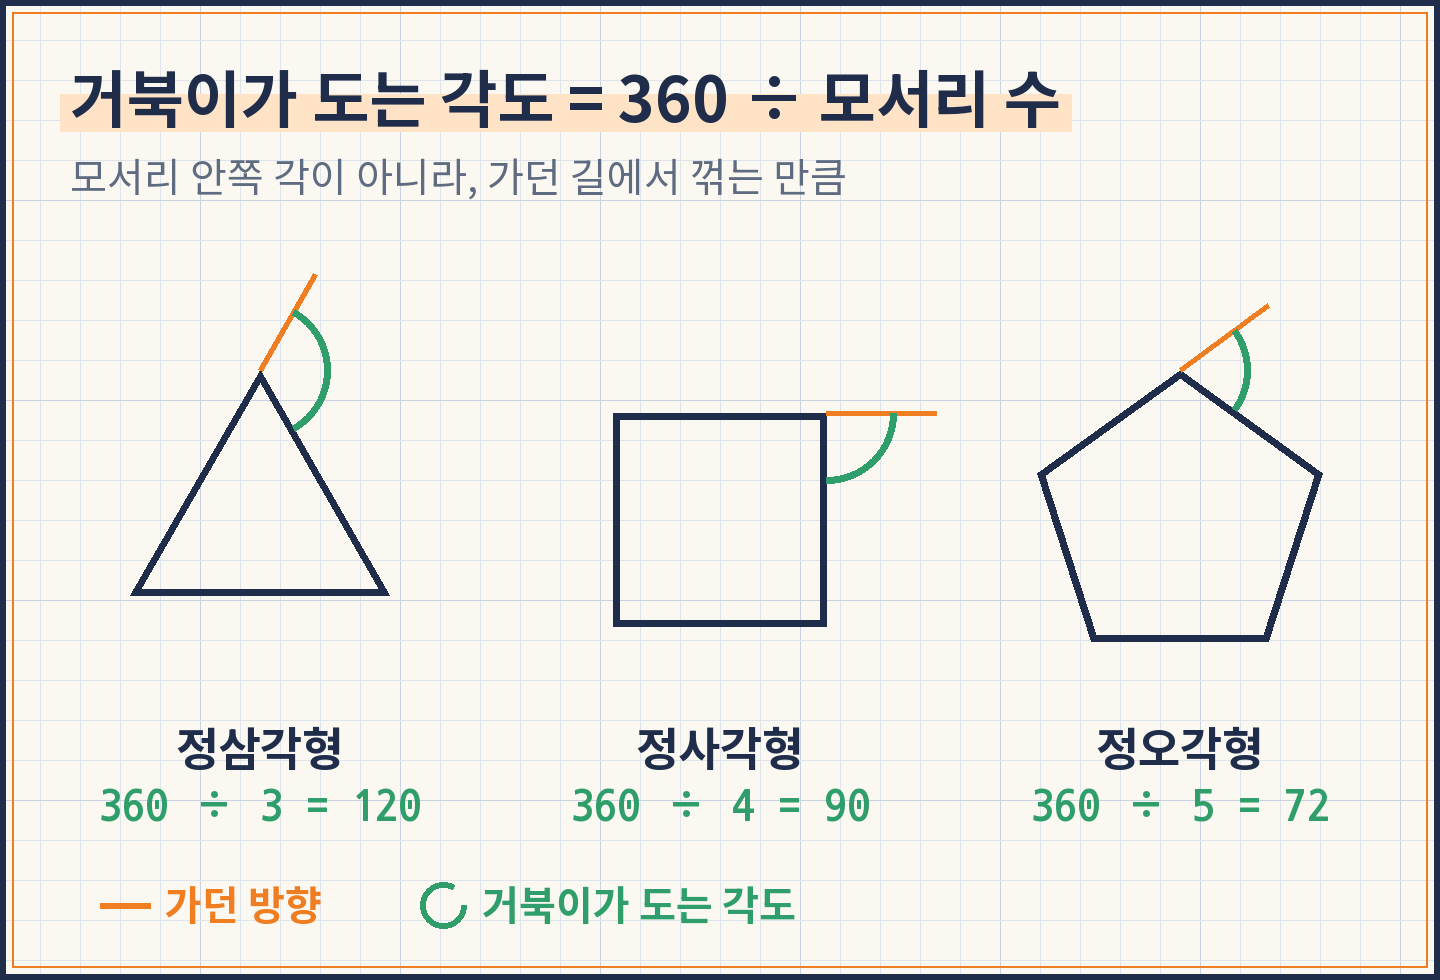 거북이가 도는 각도 = 360 ÷ 모서리 수
모서리 안쪽 각이 아니라, 가던 길에서 꺾는 만큼
정삼각형
360 ÷ 3 = 120
정사각형
360 ÷ 4 = 90
정오각형
360 ÷ 5 = 72
가던 방향
거북이가 도는 각도